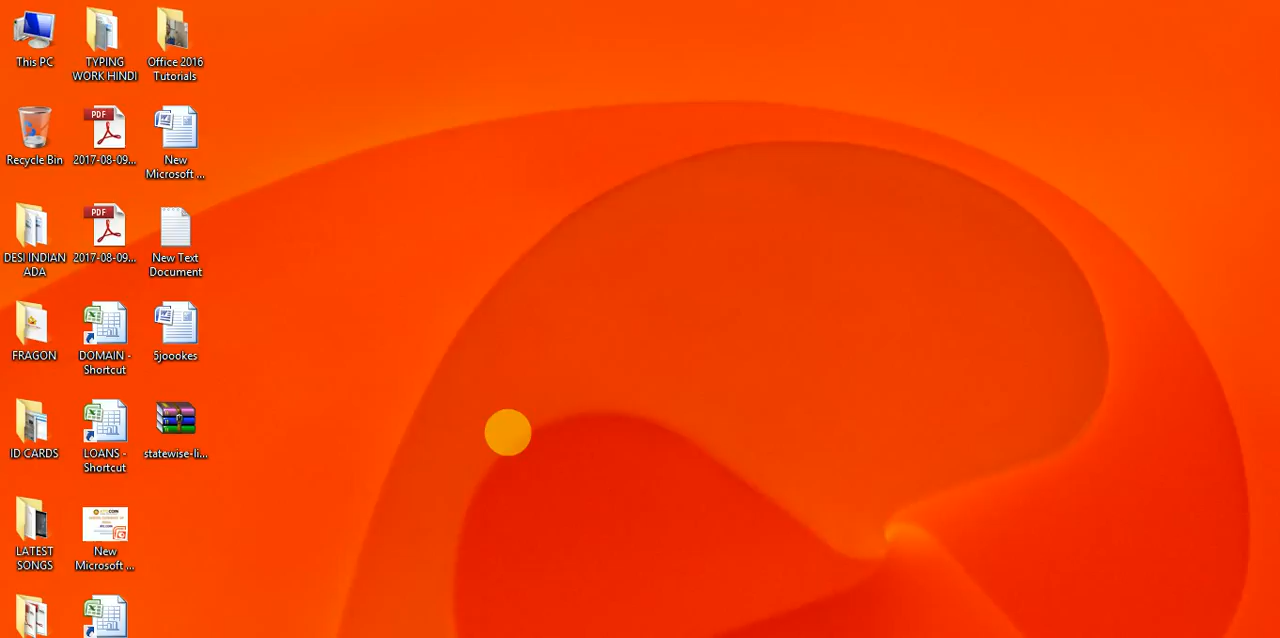 This PC
TYPING
WORK HINDI
Office 2016
Tutorials
Recycle Bin
PDF
2017-08-09...
New
Microsoft ...
DESI INDIAN
ADA
PDF
2017-08-09...
New Text
Document
FRAGON
DOMAIN -
Shortcut
5joookes
ID CARDS
LOANS -
Shortcut
statewise-li...
LATEST
SONGS
New
Microsoft ...